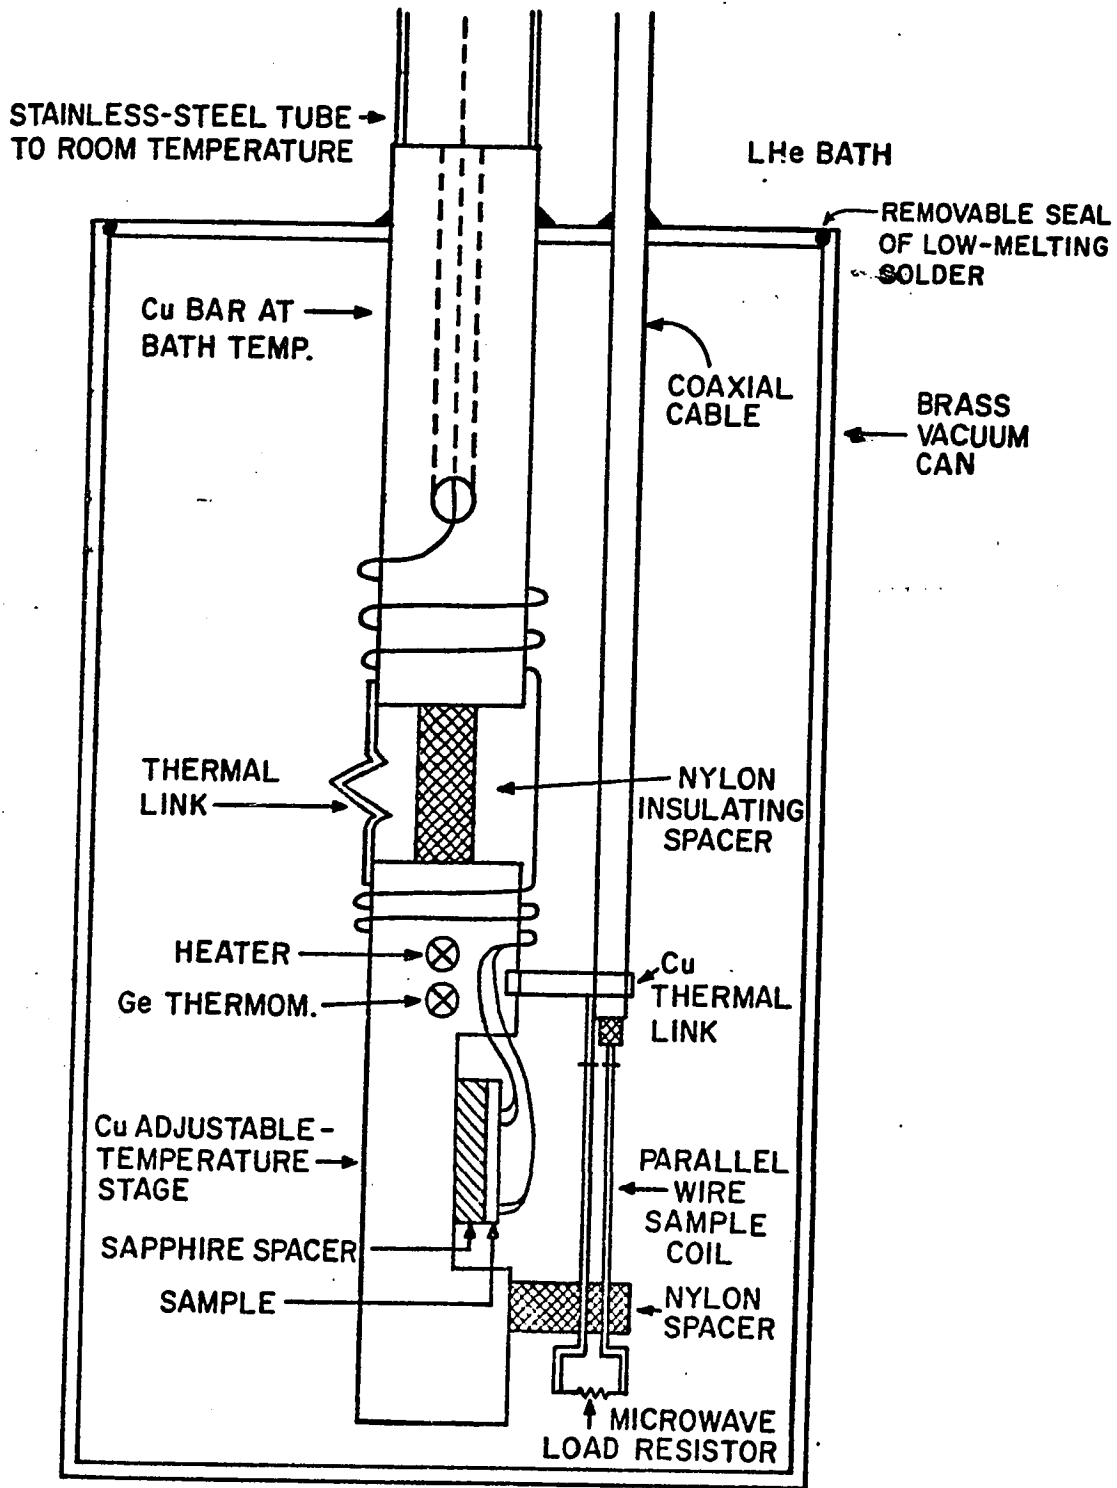 STAINLESS-STEEL TUBE
TO ROOM TEMPERATURE
LHe BATH
REMOVABLE SEAL
OF LOW-MELTING
SOLDER
Cu BAR AT
BATH TEMP.
COAXIAL
CABLE
BRASS
VACUUM
CAN
THERMAL
LINK
NYLON
INSULATING
SPACER
HEATER
Ge THERMOM.
Cu
THERMAL
LINK
Cu ADJUSTABLE-
TEMPERATURE
STAGE
PARALLEL
WIRE
SAMPLE
COIL
SAPPHIRE SPACER
SAMPLE
NYLON
SPACER
MICROWAVE
LOAD RESISTOR